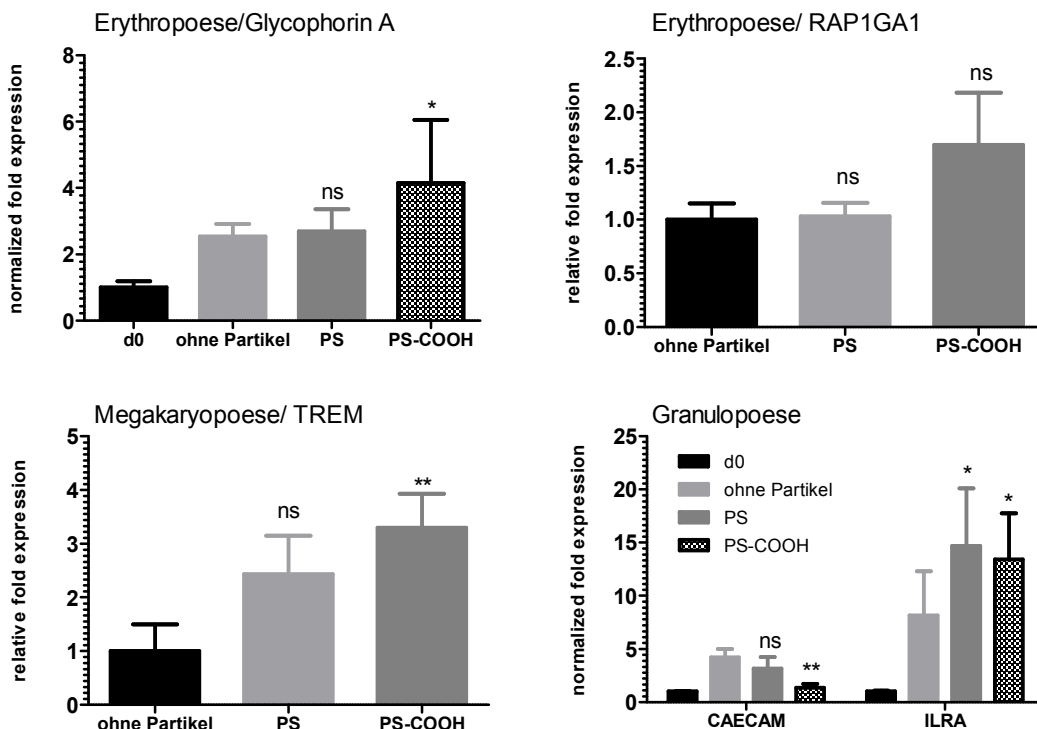 Erythropoese/Glycophorin A
normalized fold expression
8
6
4
2
0
*
ns
d0 ohne Partikel PS PS-COOH
Erythropoese/ RAP1GA1
relative fold expression
2.5
2.0
1.5
1.0
0.5
0.0
ns
ns
ohne Partikel PS PS-COOH
Megakaryopoese/ TREM
relative fold expression
5
4
3
2
1
0
ns
**
ohne Partikel PS PS-COOH
Granulopoese
normalized fold expression
25
20
15
10
5
0
d0
ohne Partikel
PS
PS-COOH
ns
**
*
*
CAECAM ILRA